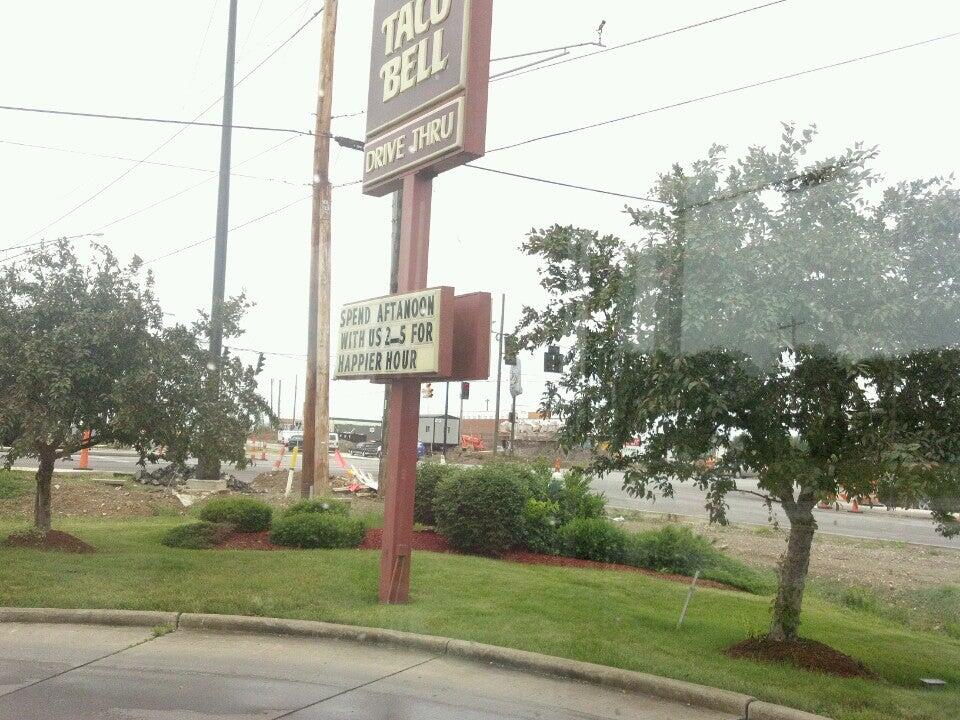 TACO
BELL
DRIVE THRU
SPEND AFTANOON
WITH US 2-5 FOR
HAPPIER HOUR